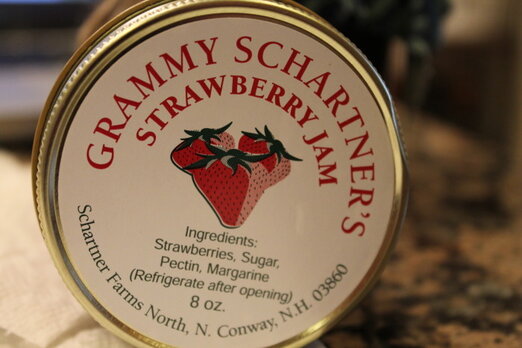 GRAMMY SCHARTNER'S
STRAWBERRY JAM
Ingredients:
Strawberries, Sugar,
Pectin, Margarine
(Refrigerate after opening)
8 oz.
Schartner Farms North, N. Conway, N.H. 03860